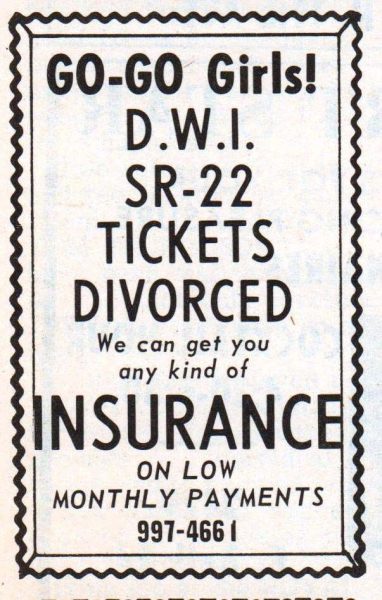 GO-GO Girls!
D.W.I.
SR-22
TICKETS
DIVORCED
We can get you
any kind of
INSURANCE
ON LOW
MONTHLY PAYMENTS
997-4661